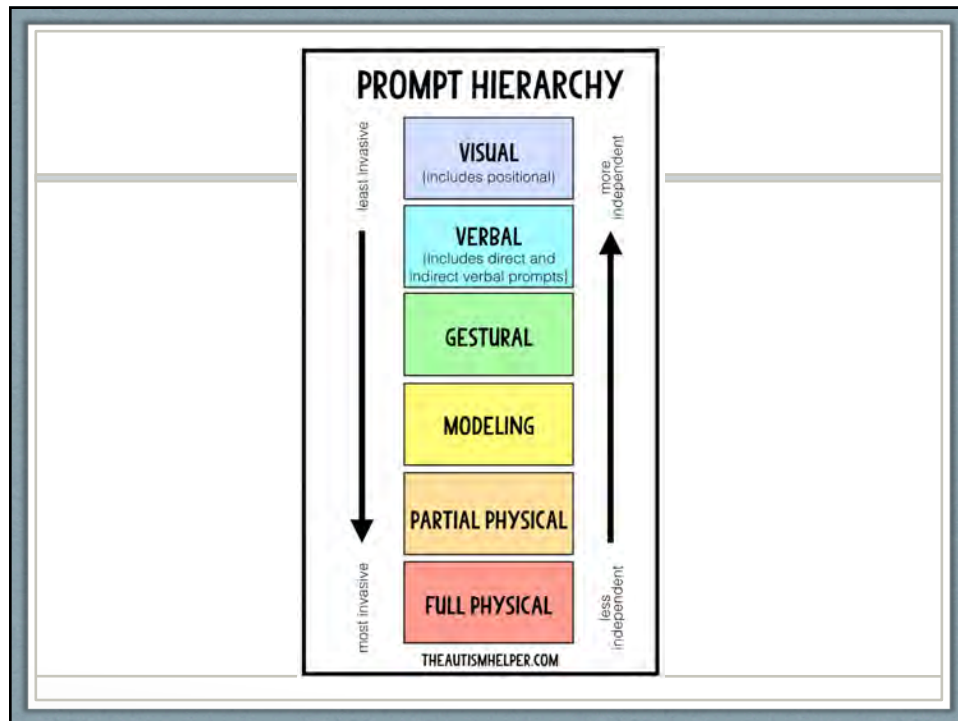 PROMPT HIERARCHY
least invasive
more
independent
VISUAL
(includes positional)
VERBAL
(includes direct and
indirect verbal prompts)
GESTURAL
MODELING
PARTIAL PHYSICAL
FULL PHYSICAL
most invasive
less
independent
THEAUTISMHELPER.COM